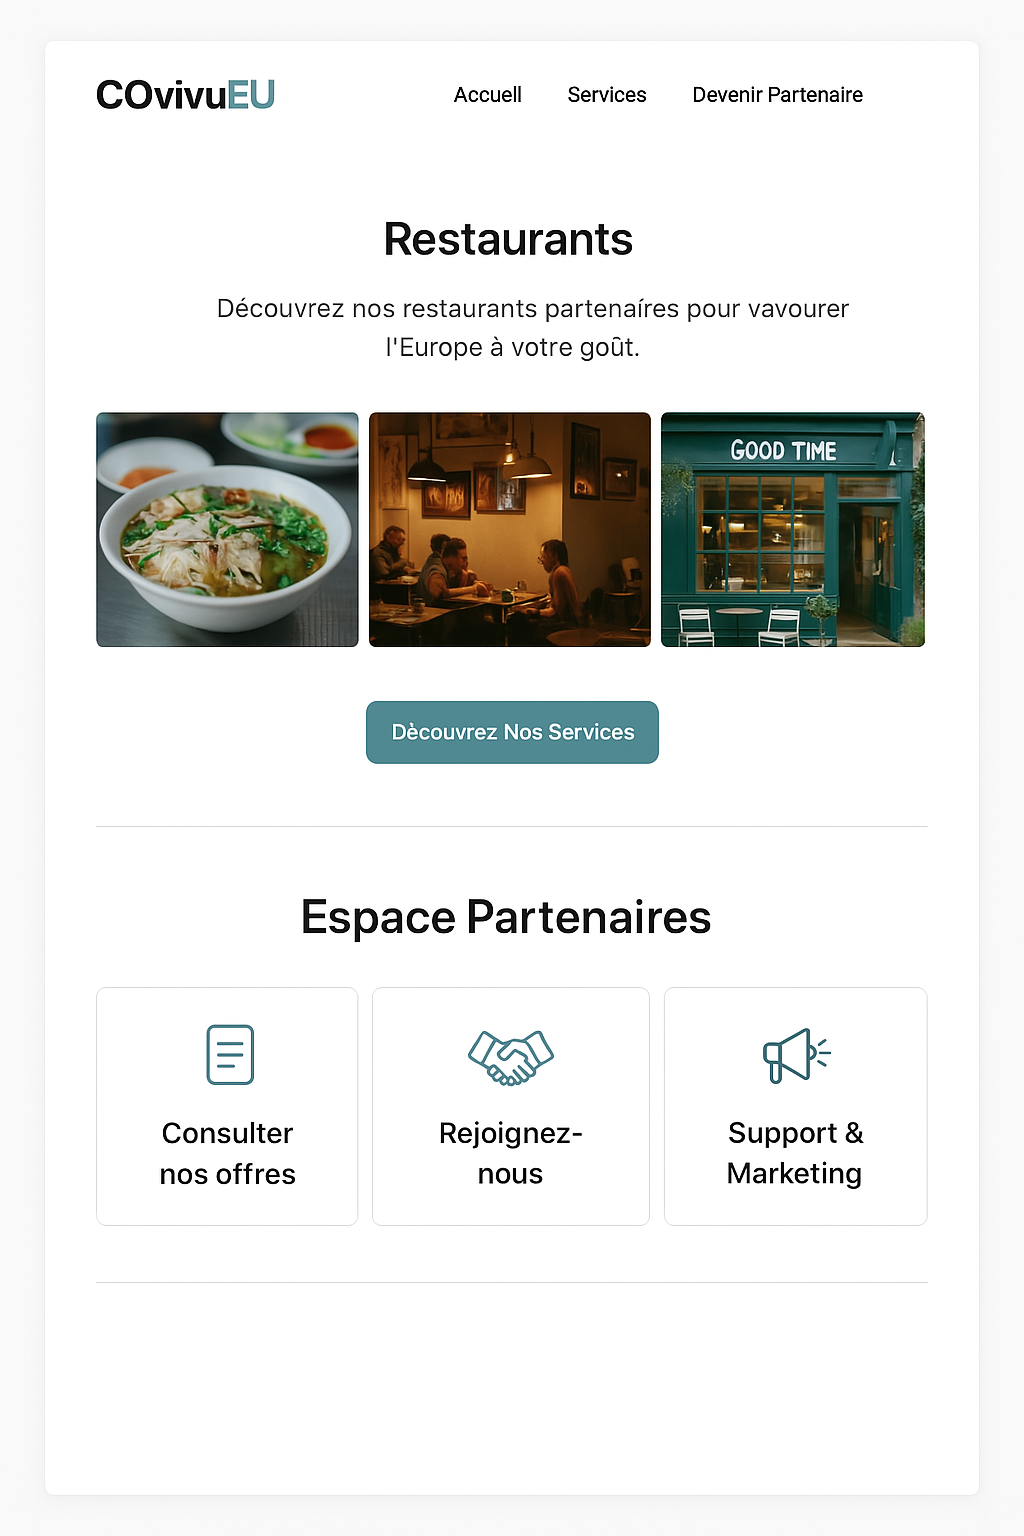 COvivuEU
Accuell
Services
Devenir Partenaire
Restaurants
Découvrez nos restaurants partenaíres pour vavourer
l'Europe à votre goût.
GOOD TIME
Dècouvrez Nos Services
Espace Partenaires
Consulter
nos offres
Rejoignez-
nous
Support &
Marketing